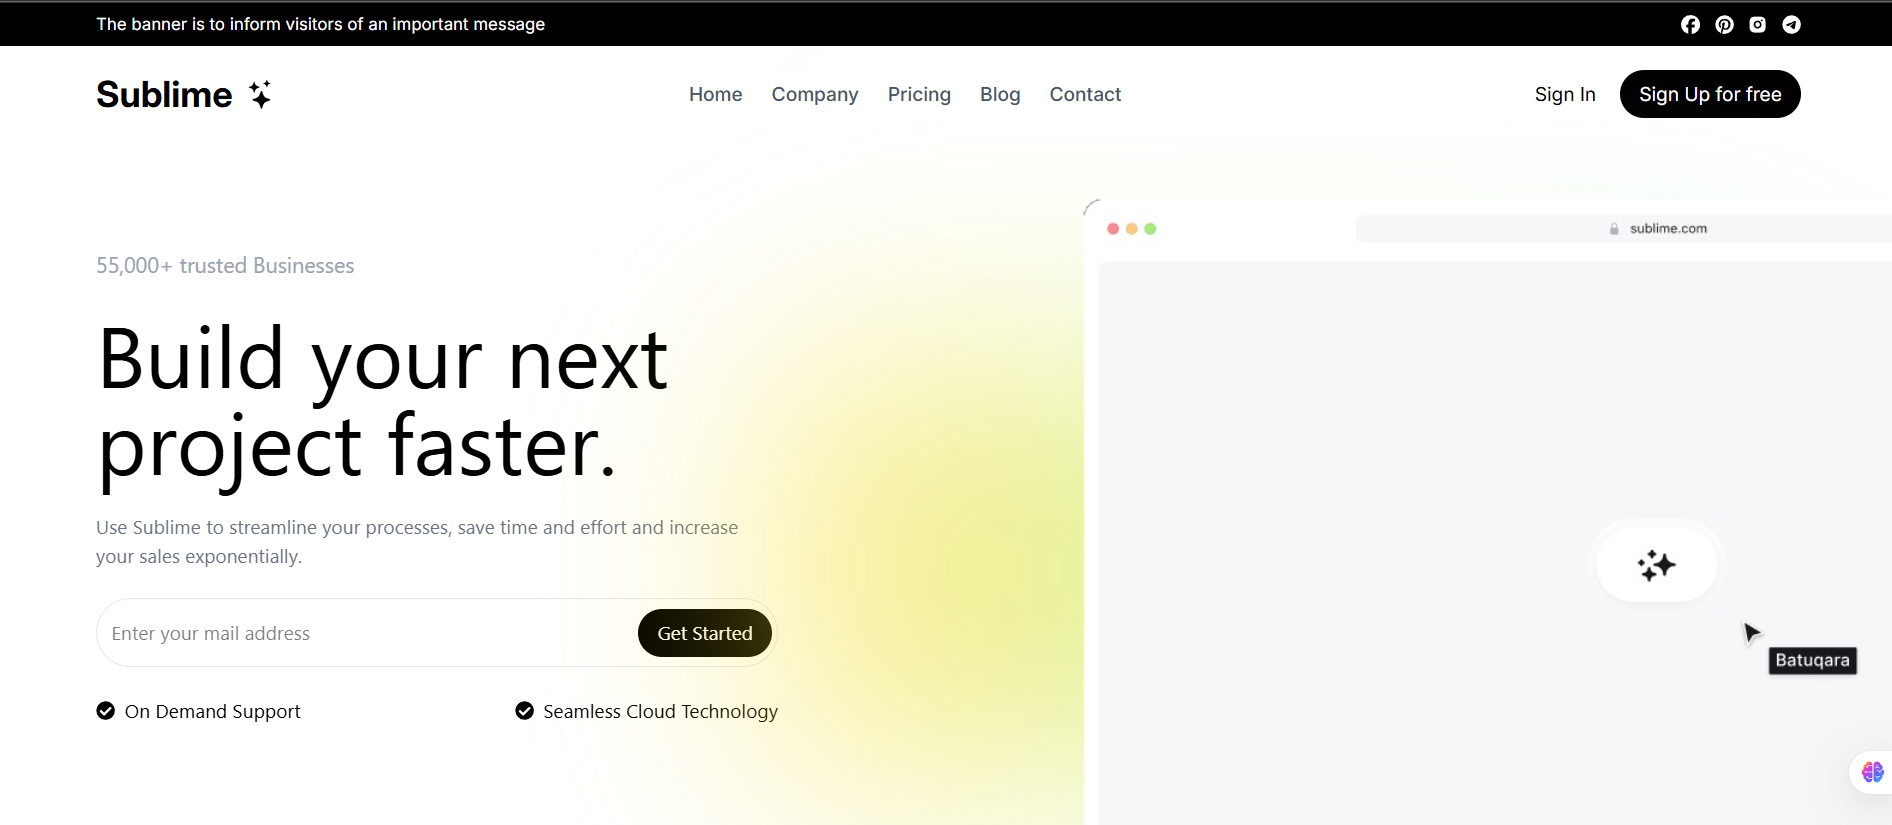 The banner is to inform visitors of an important message
Sublime
Home Company Pricing Blog Contact
Sign In
Sign Up for free
sublime.com
55,000+ trusted Businesses
Build your next
project faster.
Use Sublime to streamline your processes, save time and effort and increase
your sales exponentially.
Enter your mail address
Get Started
On Demand Support
Seamless Cloud Technology
Batuqara